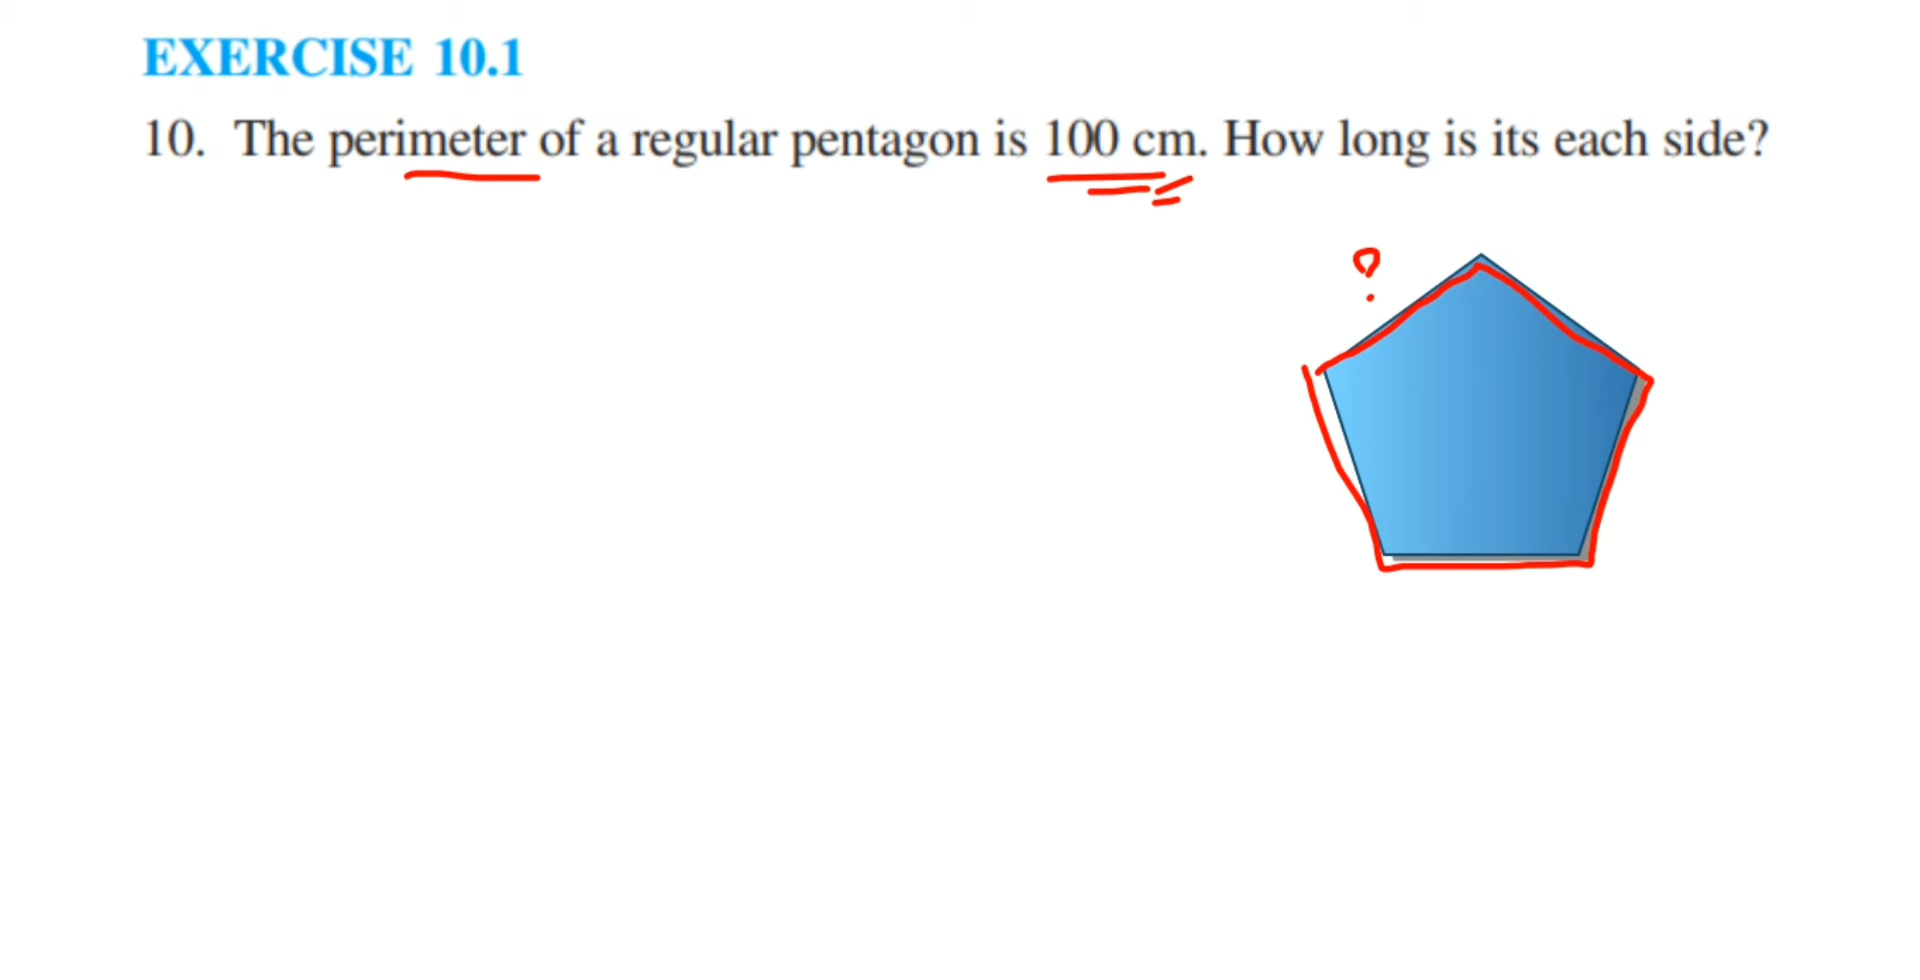 EXERCISE 10.1
10. The perimeter of a regular pentagon is 100 cm. How long is its each side?
?